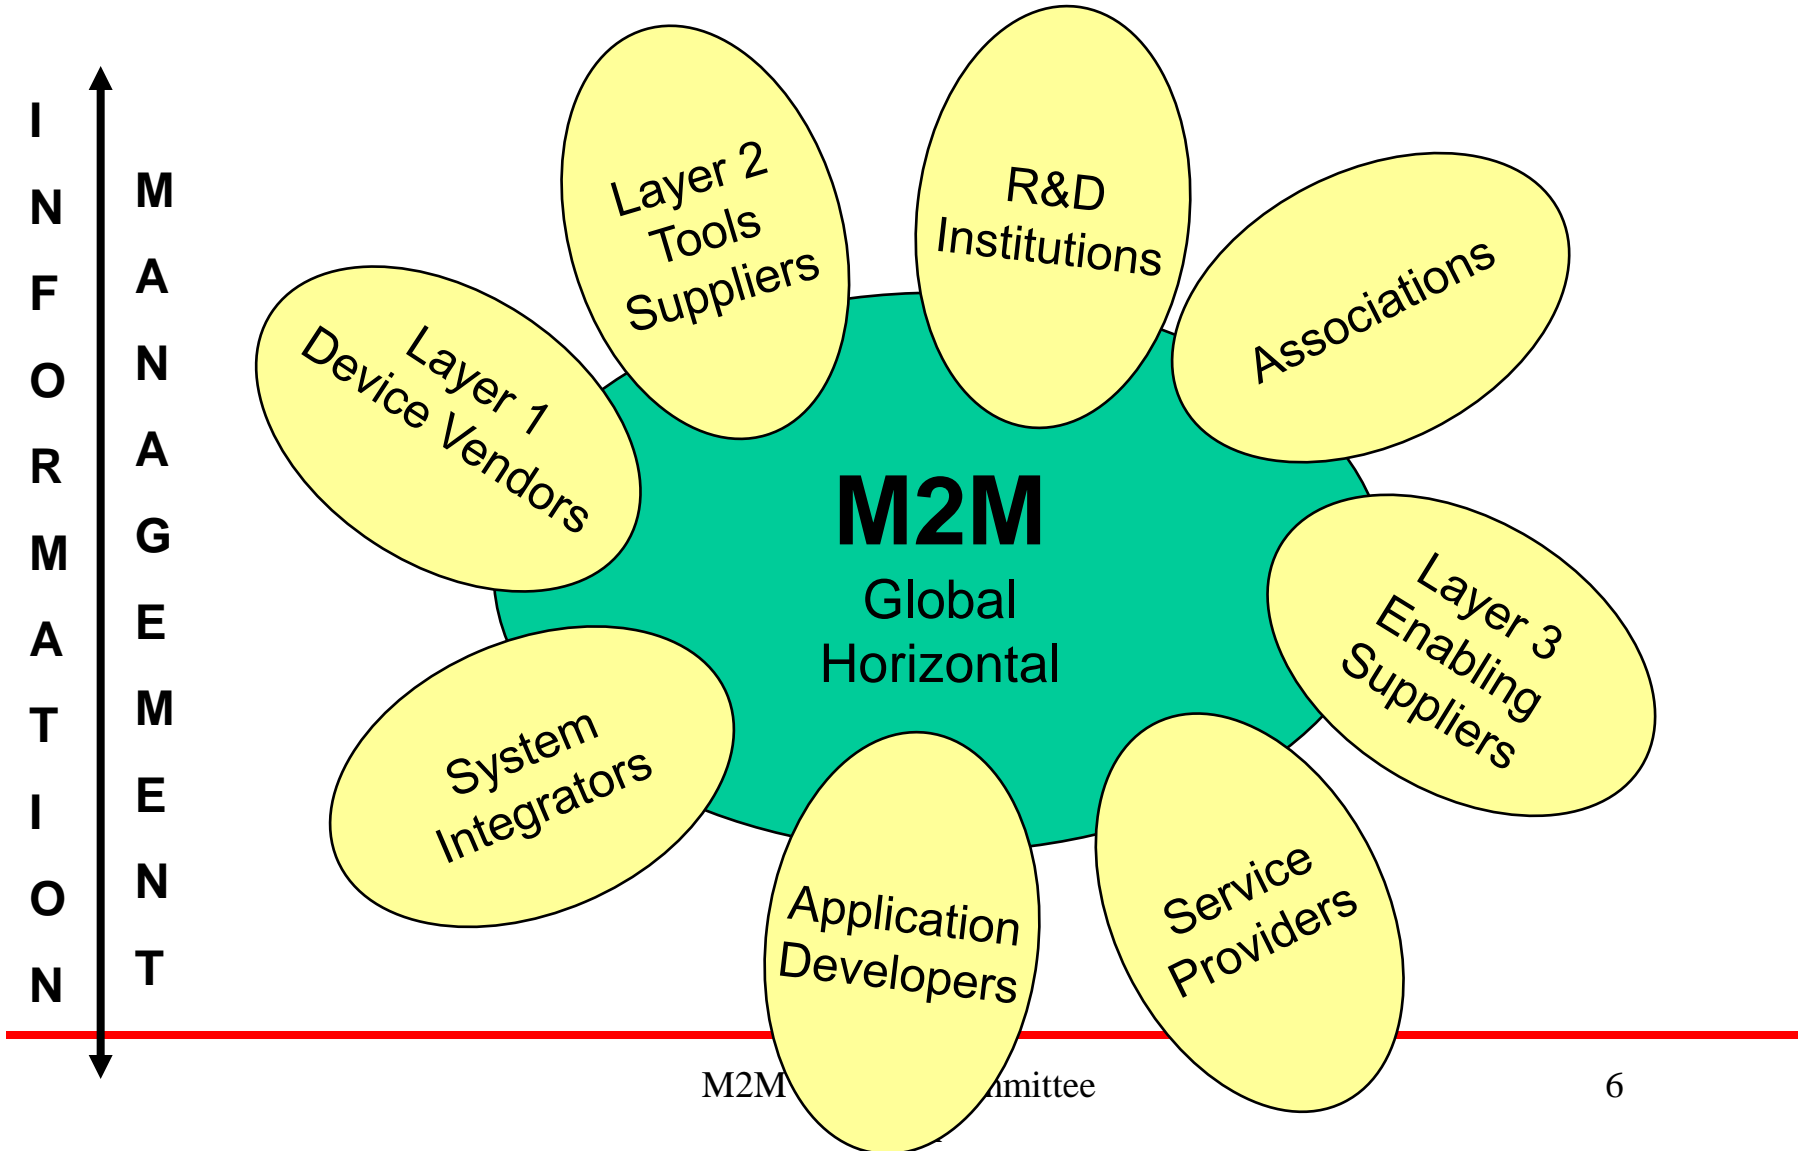 INFORMATION
MANAGEMENT
Layer 2
Tools
Suppliers
R&D
Institutions
Associations
Layer 1
Device Vendors
M2M
Global
Horizontal
Layer 3
Enabling
Suppliers
System
Integrators
Application
Developers
Service
Providers
M2M
6